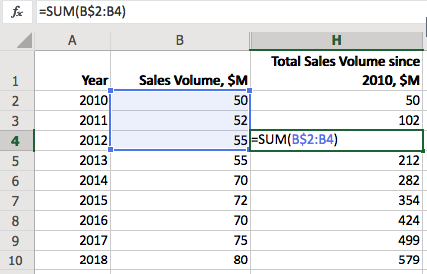 fx =SUM(B$2:B4)
A B H
Total Sales Volume since
1 Year Sales Volume, $M 2010, $M
2 2010 50 50
3 2011 52 102
4 2012 55 =SUM(B$2:B4)
5 2013 55 212
6 2014 70 282
7 2015 72 354
8 2016 70 424
9 2017 75 499
10 2018 80 579